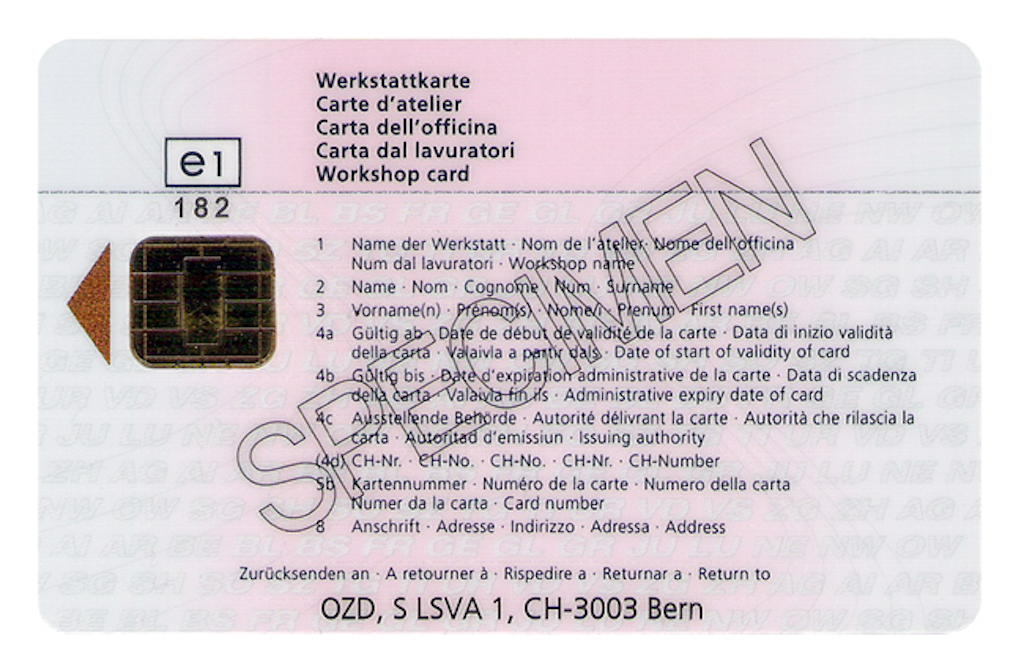 Werkstattkarte
Carte d'atelier
Carta dell'officina
Carta dal lavuratori
Workshop card
e1
182
1 Name der Werkstatt · Nom de l'atelier· Nome dell'officina
Num dal lavuratori · Workshop name
2 Name · Nom · Cognome · Num · Surname
3 Vorname(n) · Prénom(s) · Nome/i · Prenum · First name(s)
4a Gültig ab · Date de début de validité de la carte · Data di inizio validità
della carta · Valaivla a partir dals · Date of start of validity of card
4b Gültig bis · Date d'expiration administrative de la carte · Data di scadenza
della carta · Valaivla fin ils · Administrative expiry date of card
4c Ausstellende Behörde · Autorité délivrant la carte · Autorità che rilascia la
carta · Autoritad d'emissiun · Issuing authority
(4d) CH-Nr. · CH-No. · CH-No. · CH-Nr. · CH-Number
5b Kartennummer · Numéro de la carte · Numero della carta
Numer da la carta · Card number
8 Anschrift · Adresse · Indirizzo · Adressa · Address
SPECIMEN
Zurücksenden an · A retourner à · Rispedire a · Returnar a · Return to
OZD, S LSVA 1, CH-3003 Bern